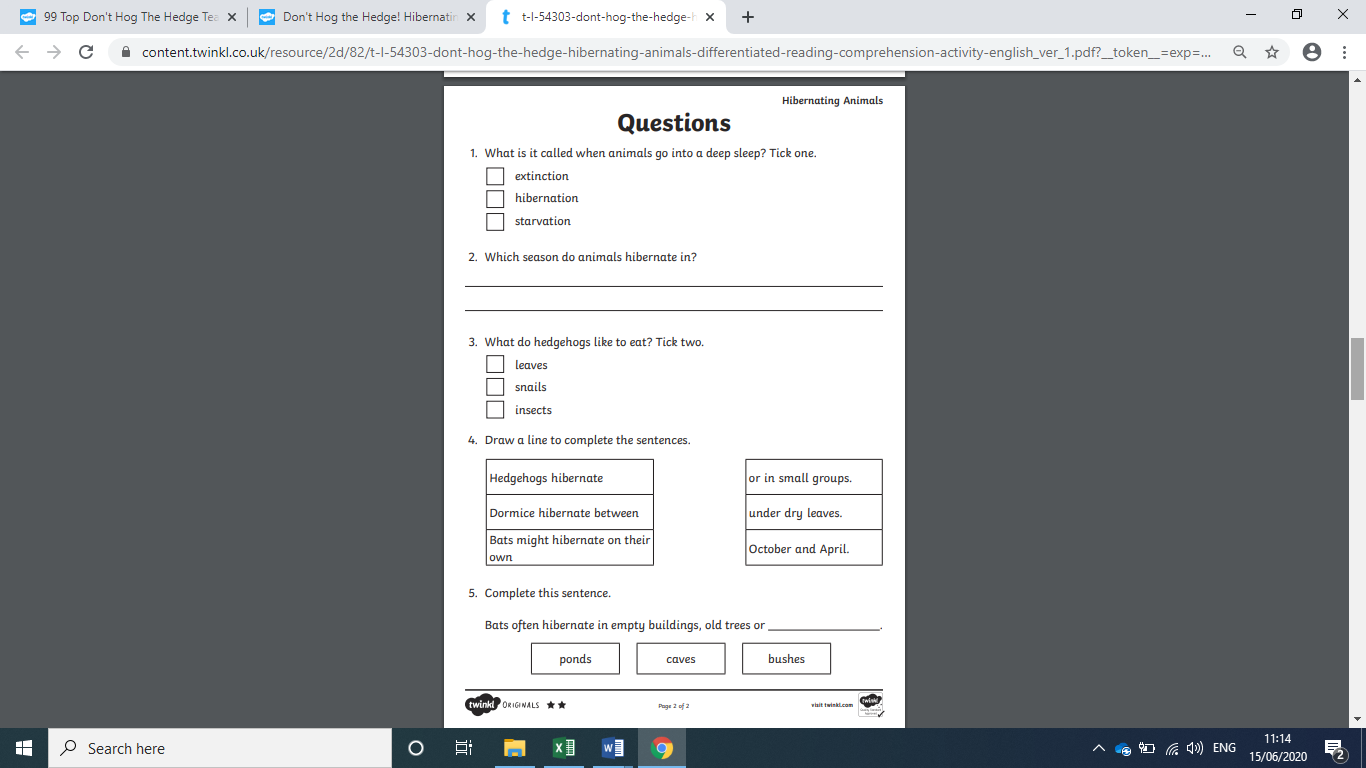 99 Top Don't Hog The Hedge Tea
Don't Hog the Hedge! Hibernatin
t-l-54303-dont-hog-the-hedge-h
content.twinkl.co.uk/resource/2d/82/t-l-54303-dont-hog-the-hedge-hibernating-animals-differentiated-reading-comprehension-activity-english_ver_1.pdf?__token__=exp=...
Hibernating Animals
Questions
1. What is it called when animals go into a deep sleep? Tick one.
extinction
hibernation
starvation
2. Which season do animals hibernate in?
3. What do hedgehogs like to eat? Tick two.
leaves
snails
insects
4. Draw a line to complete the sentences.
Hedgehogs hibernate
or in small groups.
Dormice hibernate between
under dry leaves.
Bats might hibernate on their
own
October and April.
5. Complete this sentence.
Bats often hibernate in empty buildings, old trees or ________________.
ponds caves bushes
twinkl ORIGINALS
Page 2 of 2
visit twinkl.com
twinkl
Search here
ENG
11:14
15/06/2020
2